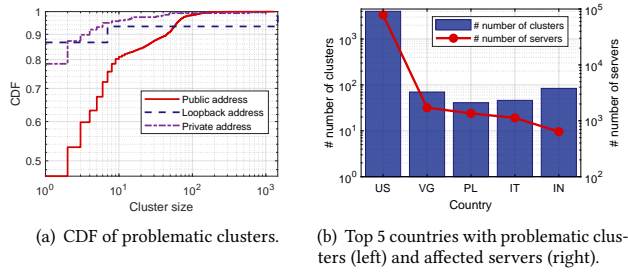 1
0.9
0.8
0.7
0.6
0.5
CDF
Public address
Loopback address
Private address
10^0
10^1
10^2
10^3
Cluster size
(a) CDF of problematic clusters.
# number of clusters
# number of servers
10^3
10^2
10^1
10^0
# number of clusters
10^5
10^4
10^3
10^2
# number of servers
US
VG
PL
IT
IN
Country
(b) Top 5 countries with problematic clus-
ters (left) and affected servers (right).